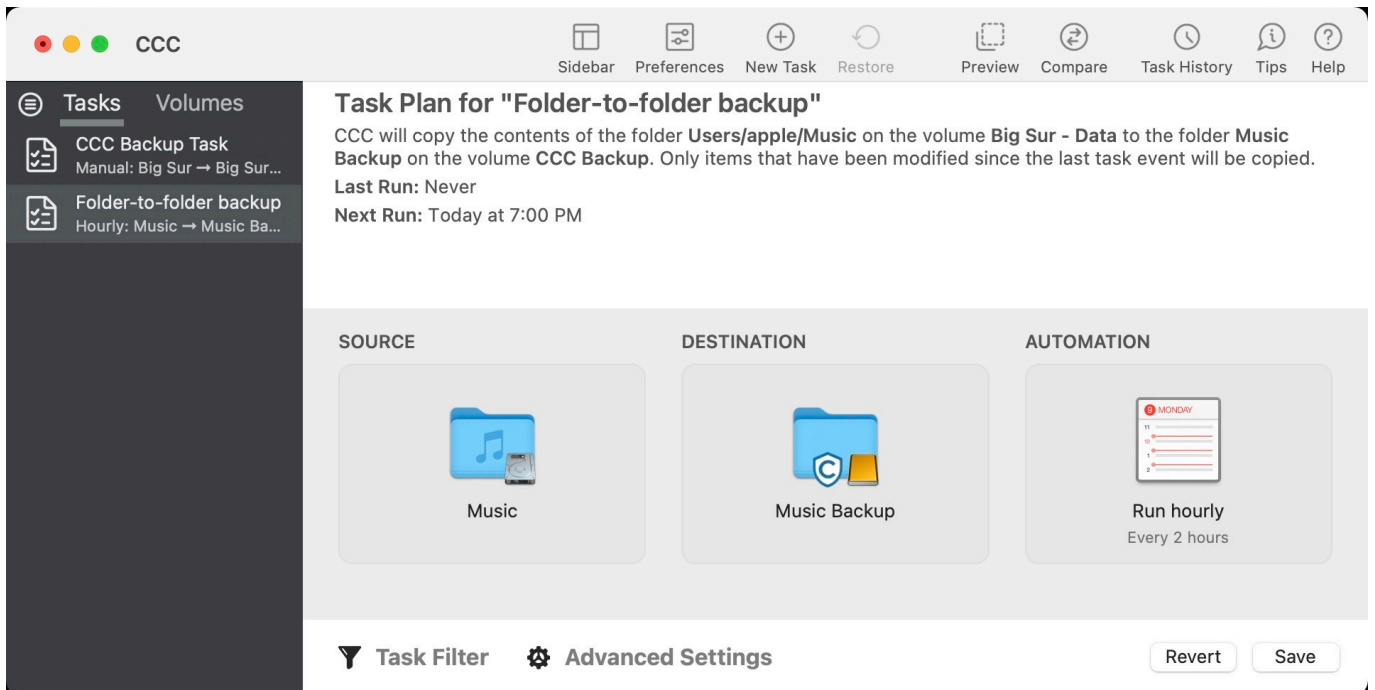 CCC
Sidebar Preferences New Task Restore Preview Compare Task History Tips Help
Tasks Volumes
CCC Backup Task
Manual: Big Sur → Big Sur...
Folder-to-folder backup
Hourly: Music → Music Ba...
Task Plan for "Folder-to-folder backup"
CCC will copy the contents of the folder Users/apple/Music on the volume Big Sur - Data to the folder Music
Backup on the volume CCC Backup. Only items that have been modified since the last task event will be copied.
Last Run: Never
Next Run: Today at 7:00 PM
SOURCE DESTINATION AUTOMATION
9 MONDAY
11
12
1
2
Music Music Backup Run hourly
Every 2 hours
Task Filter Advanced Settings Revert Save